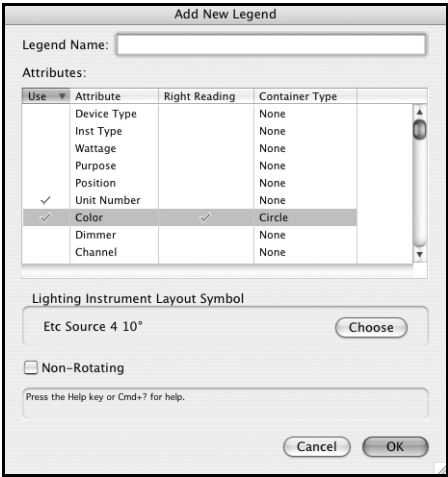 Add New Legend
Legend Name:
Attributes:
Use Attribute Right Reading Container Type
Device Type None
Inst Type None
Wattage None
Purpose None
Position None
✓ Unit Number None
✓ Color ✓ Circle
Dimmer None
Channel None
Lighting Instrument Layout Symbol
Etc Source 4 10° Choose
Non-Rotating
Press the Help key or Cmd+? for help.
Cancel OK